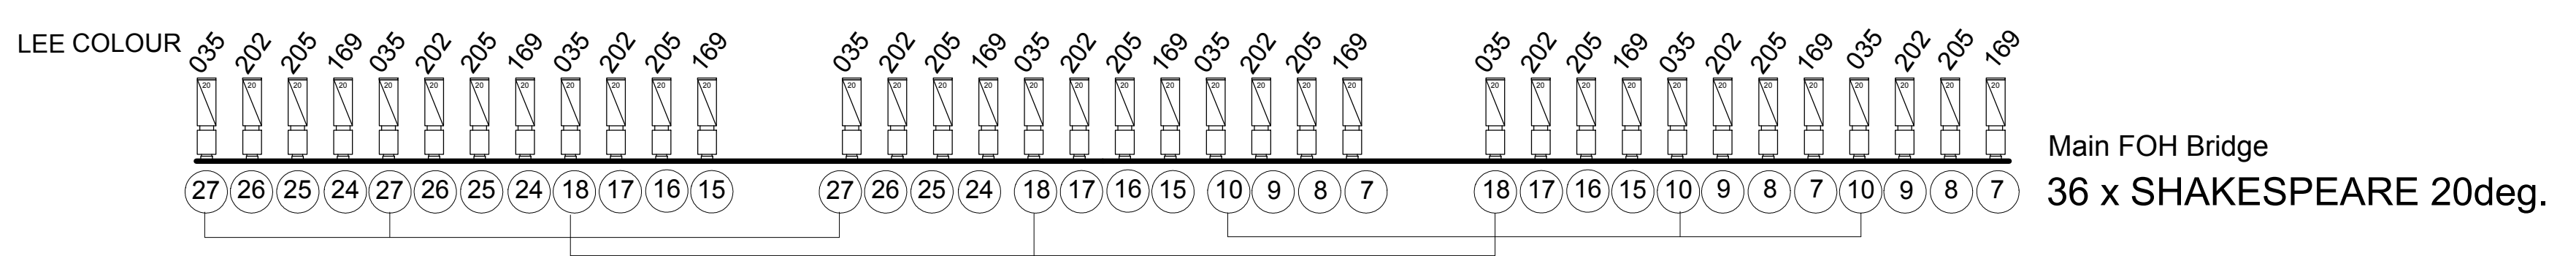 LEE COLOUR 035 202 205 169 035 202 205 169 035 202 205 169 035 202 205 169 035 202 205 169 035 202 205 169 035 202 205 169 035 202 205 169 035 202 205 169
20 20 20 20 20 20 20 20 20 20 20 20 20 20 20 20 20 20 20 20 20 20 20 20 20 20 20 20 20 20 20 20 20 20 20 20
Main FOH Bridge
27 26 25 24 27 26 25 24 18 17 16 15 27 26 25 24 18 17 16 15 10 9 8 7 18 17 16 15 10 9 8 7 10 9 8 7
36 x SHAKESPEARE 20deg.